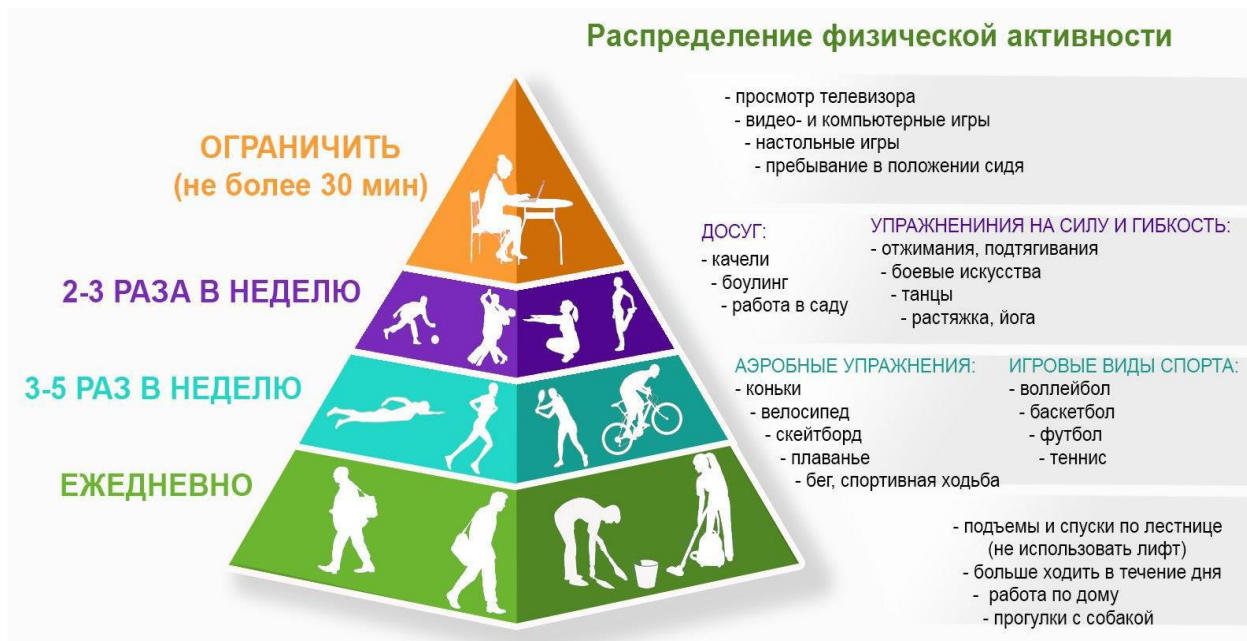 Распределение физической активности
ОГРАНИЧИТЬ
(не более 30 мин)
- просмотр телевизора
- видео- и компьютерные игры
- настольные игры
- пребывание в положении сидя
2-3 РАЗА В НЕДЕЛЮ
ДОСУГ:
- качели
- боулинг
- работа в саду
УПРАЖНЕНИНИЯ НА СИЛУ И ГИБКОСТЬ:
- отжимания, подтягивания
- боевые искусства
- танцы
- растяжка, йога
3-5 РАЗ В НЕДЕЛЮ
АЭРОБНЫЕ УПРАЖНЕНИЯ:
- коньки
- велосипед
- скейтборд
- плаванье
- бег, спортивная ходьба
ИГРОВЫЕ ВИДЫ СПОРТА:
- воллейбол
- баскетбол
- футбол
- теннис
ЕЖЕДНЕВНО
- подъемы и спуски по лестнице
(не использовать лифт)
- больше ходить в течение дня
- работа по дому
- прогулки с собакой